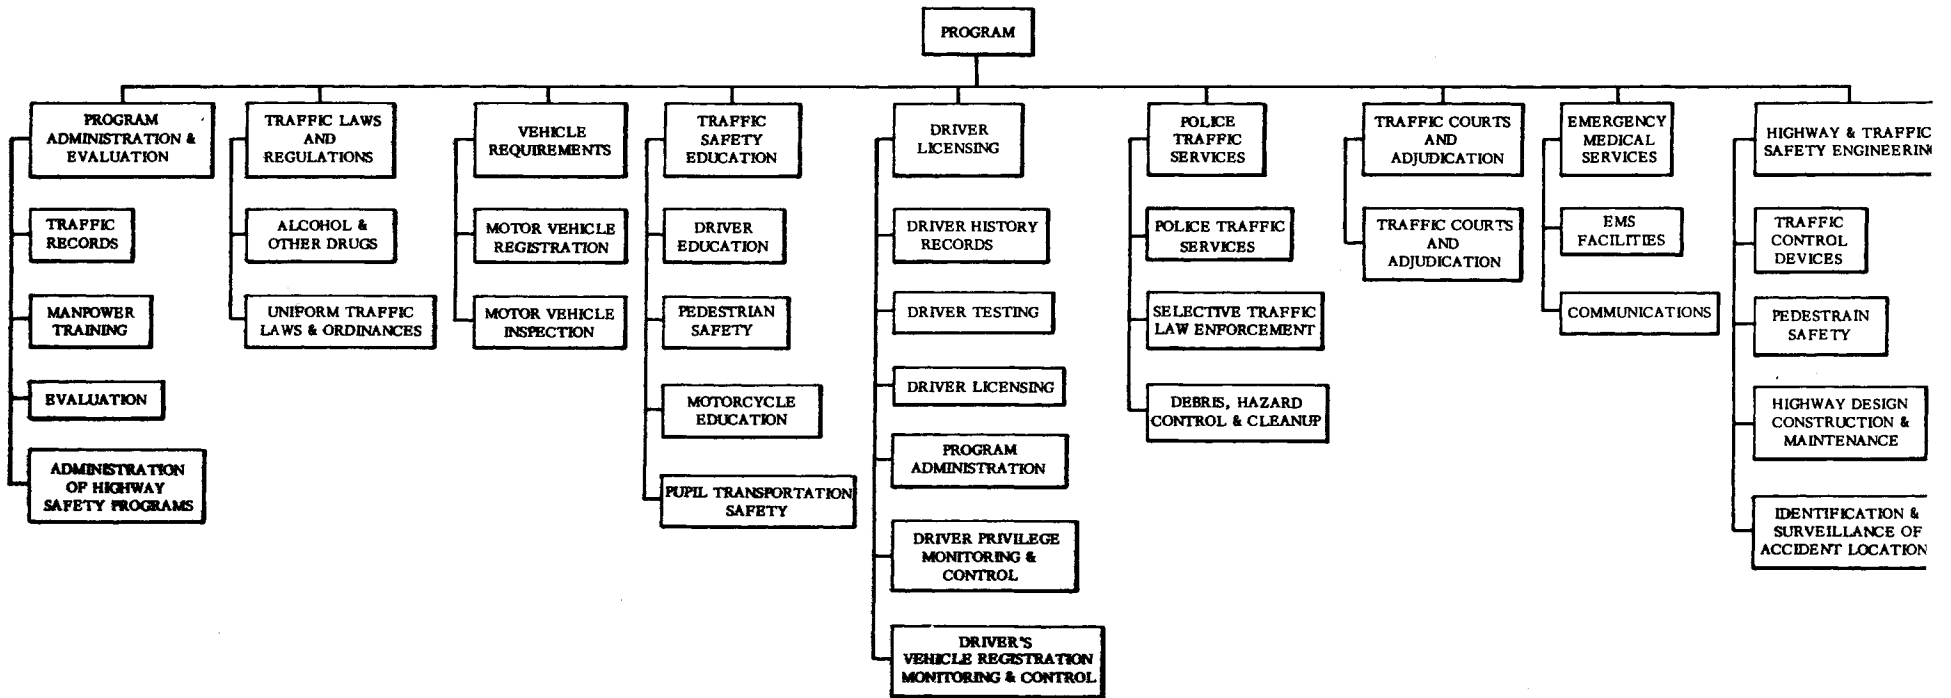 PROGRAM
PROGRAM
ADMINISTRATION &
EVALUATION
TRAFFIC
RECORDS
MANPOWER
TRAINING
EVALUATION
ADMINISTRATION
OF HIGHWAY
SAFETY PROGRAMS
TRAFFIC LAWS
AND
REGULATIONS
ALCOHOL &
OTHER DRUGS
UNIFORM TRAFFIC
LAWS & ORDINANCES
VEHICLE
REQUIREMENTS
MOTOR VEHICLE
REGISTRATION
MOTOR VEHICLE
INSPECTION
TRAFFIC
SAFETY
EDUCATION
DRIVER
EDUCATION
PEDESTRIAN
SAFETY
MOTORCYCLE
EDUCATION
PUPIL TRANSPORTATION
SAFETY
DRIVER
LICENSING
DRIVER HISTORY
RECORDS
DRIVER TESTING
DRIVER LICENSING
PROGRAM
ADMINISTRATION
DRIVER PRIVILEGE
MONITORING &
CONTROL
DRIVER'S
VEHICLE REGISTRATION
MONITORING & CONTROL
POLICE
TRAFFIC
SERVICES
POLICE TRAFFIC
SERVICES
SELECTIVE TRAFFIC
LAW ENFORCEMENT
DEBRIS, HAZARD
CONTROL & CLEANUP
TRAFFIC COURTS
AND
ADJUDICATION
TRAFFIC COURTS
AND
ADJUDICATION
EMERGENCY
MEDICAL
SERVICES
EMS
FACILITIES
COMMUNICATIONS
HIGHWAY & TRAFFIC
SAFETY ENGINEERIN
TRAFFIC
CONTROL
DEVICES
PEDESTRAIN
SAFETY
HIGHWAY DESIGN
CONSTRUCTION &
MAINTENANCE
IDENTIFICATION &
SURVEILLANCE OF
ACCIDENT LOCATION